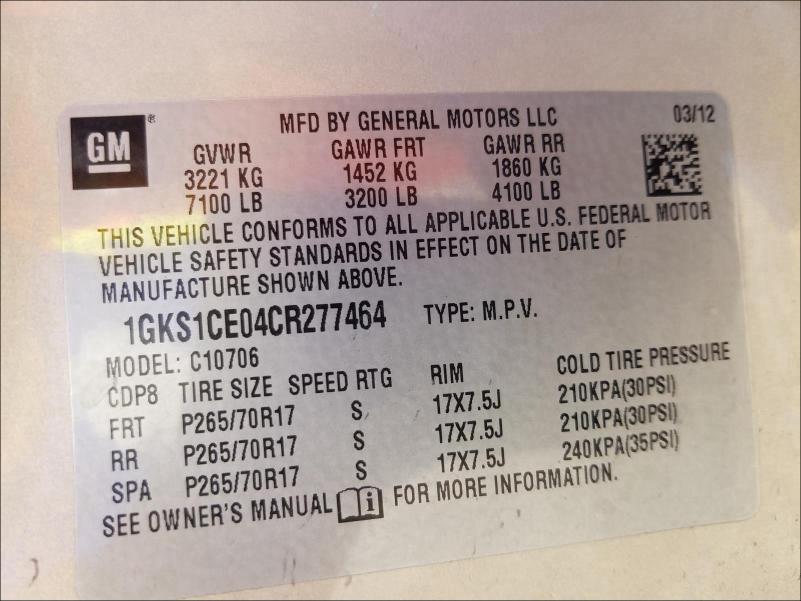 GM ® MFD BY GENERAL MOTORS LLC 03/12
GVWR GAWR FRT GAWR RR
3221 KG 1452 KG 1860 KG
7100 LB 3200 LB 4100 LB
THIS VEHICLE CONFORMS TO ALL APPLICABLE U.S. FEDERAL MOTOR
VEHICLE SAFETY STANDARDS IN EFFECT ON THE DATE OF
MANUFACTURE SHOWN ABOVE.
1GKS1CE04CR277464 TYPE: M.P.V.
MODEL: C10706
CDP8 TIRE SIZE SPEED RTG RIM COLD TIRE PRESSURE
FRT P265/70R17 S 17X7.5J 210KPA(30PSI)
RR P265/70R17 S 17X7.5J 210KPA(30PSI)
SPA P265/70R17 S 17X7.5J 240KPA(35PSI)
SEE OWNER'S MANUAL i FOR MORE INFORMATION.